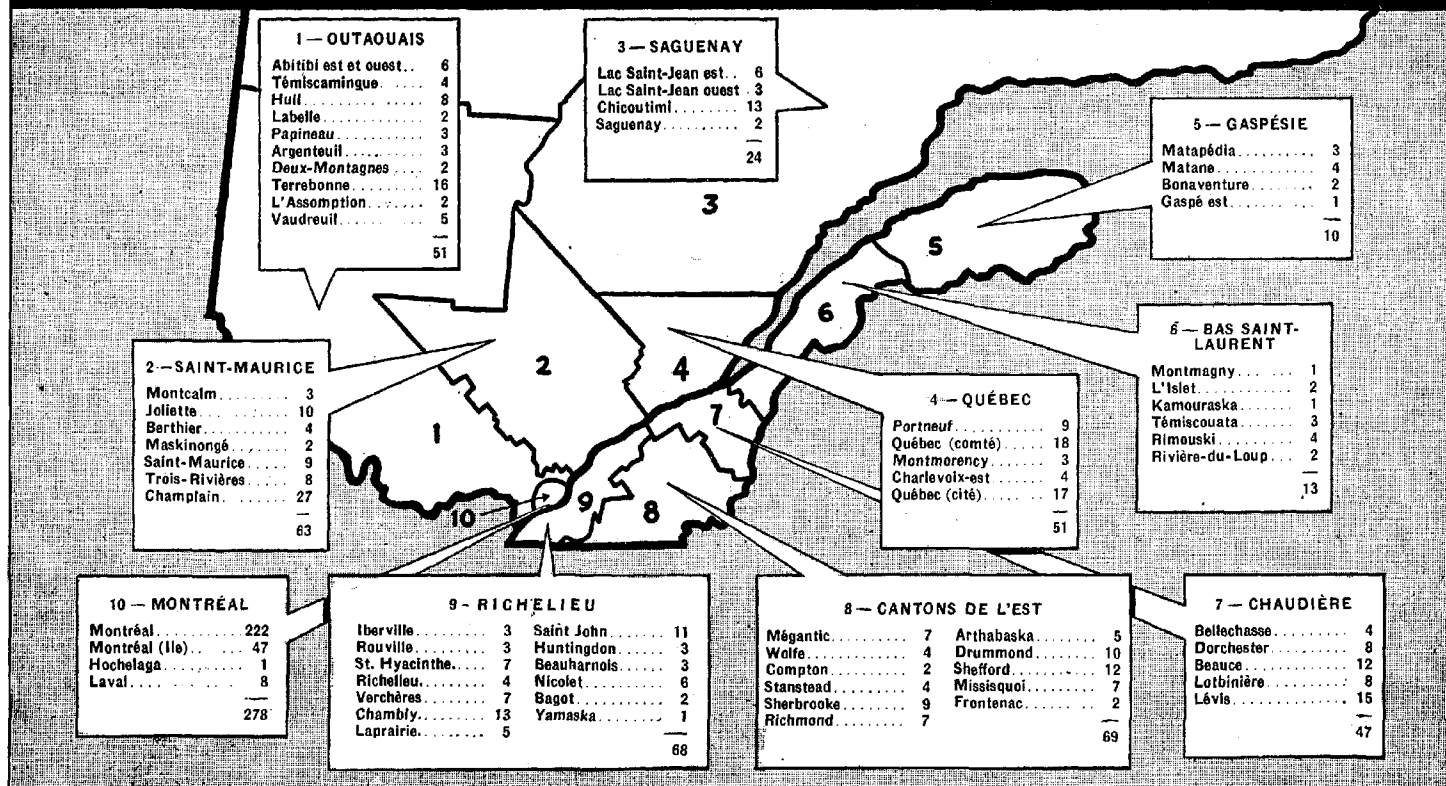 1 — OUTAOUAIS
Abitibi est et ouest.. 6
Témiscamingue..... 4
Hull............. 8
Labelle........... 2
Papineau......... 3
Argenteuil........ 3
Deux-Montagnes.... 2
Terrebonne........ 16
L'Assomption...... 2
Vaudreuil......... 5
51
3 — SAGUENAY
Lac Saint-Jean est.. 6
Lac Saint-Jean ouest . 3
Chicoutimi....... 13
Saguenay........ 2
24
5 — GASPÉSIE
Matapédia.......... 3
Matane............ 4
Bonaventure........ 2
Gaspé est.......... 1
10
3
5
6
2
4
7
1
10
9
8
2 — SAINT-MAURICE
Montcalm......... 3
Joliette.......... 10
Berthier.......... 4
Maskinongé....... 2
Saint-Maurice..... 9
Trois-Rivières..... 8
Champlain........ 27
63
4 — QUÉBEC
Portneuf.......... 9
Québec (comté)..... 18
Montmorency...... 3
Charlevoix-est..... 4
Québec (cité)...... 17
51
6 — BAS SAINT-
LAURENT
Montmagny....... 1
L'Islet........... 2
Kamouraska...... 1
Témiscouata...... 3
Rimouski......... 4
Rivière-du-Loup... 2
13
10 — MONTRÉAL
Montréal......... 222
Montréal (Ile).. 47
Hochelaga....... 1
Laval.......... 8
278
9 - RICHELIEU
Iberville........ 3 Saint John...... 11
Rouville........ 3 Huntingdon..... 3
St. Hyacinthe.... 7 Beauharnois..... 3
Richelieu....... 4 Nicolet......... 6
Verchères....... 7 Bagot.......... 2
Chambly........ 13 Yamaska........ 1
Laprairie........ 5
68
8 — CANTONS DE L'EST
Mégantic......... 7 Arthabaska...... 5
Wolfe........... 4 Drummond...... 10
Compton......... 2 Shefford........ 12
Stanstead........ 4 Missisquoi....... 7
Sherbrooke....... 9 Frontenac....... 2
Richmond........ 7
69
7 — CHAUDIÈRE
Bellechasse....... 4
Dorchester....... 8
Beauce.......... 12
Lotbinière........ 8
Lévis........... 15
47